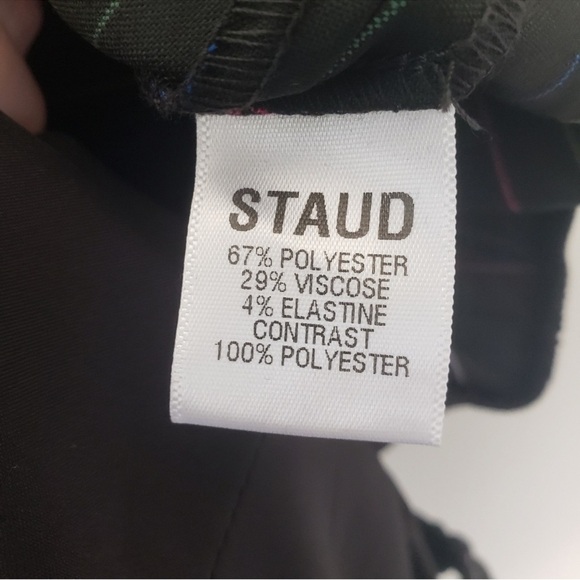 STAUD
67% POLYESTER
29% VISCOSE
4% ELASTINE
CONTRAST
100% POLYESTER